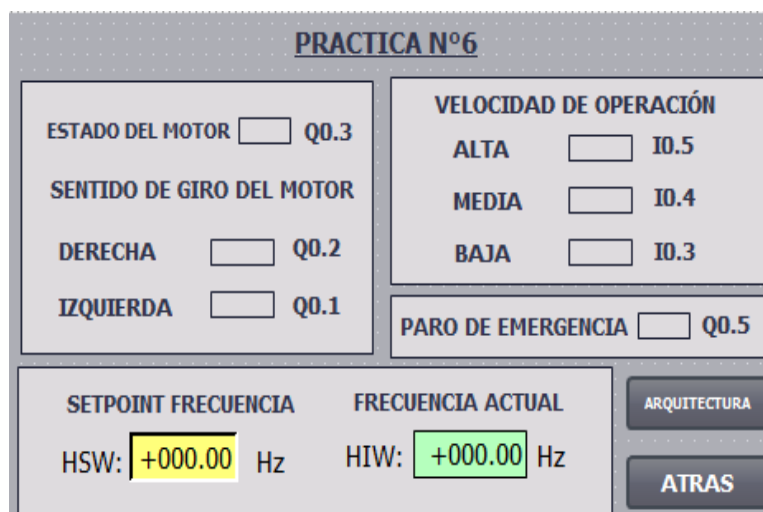 PRACTICA Nº6
ESTADO DEL MOTOR Q0.3
SENTIDO DE GIRO DEL MOTOR
DERECHA Q0.2
IZQUIERDA Q0.1
VELOCIDAD DE OPERACIÓN
ALTA I0.5
MEDIA I0.4
BAJA I0.3
PARO DE EMERGENCIA Q0.5
SETPOINT FRECUENCIA
HSW: +000.00 Hz
FRECUENCIA ACTUAL
HIW: +000.00 Hz
ARQUITECTURA
ATRAS